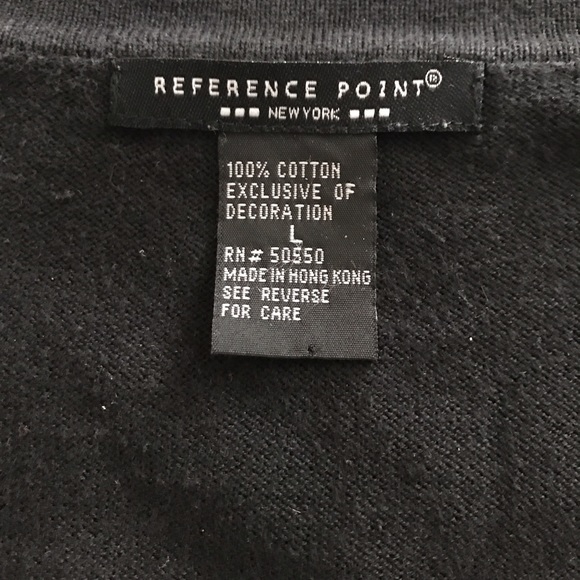 REFERENCE POINT®
NEW YORK
100% COTTON
EXCLUSIVE OF
DECORATION
L
RN# 50550
MADE IN HONG KONG
SEE REVERSE
FOR CARE